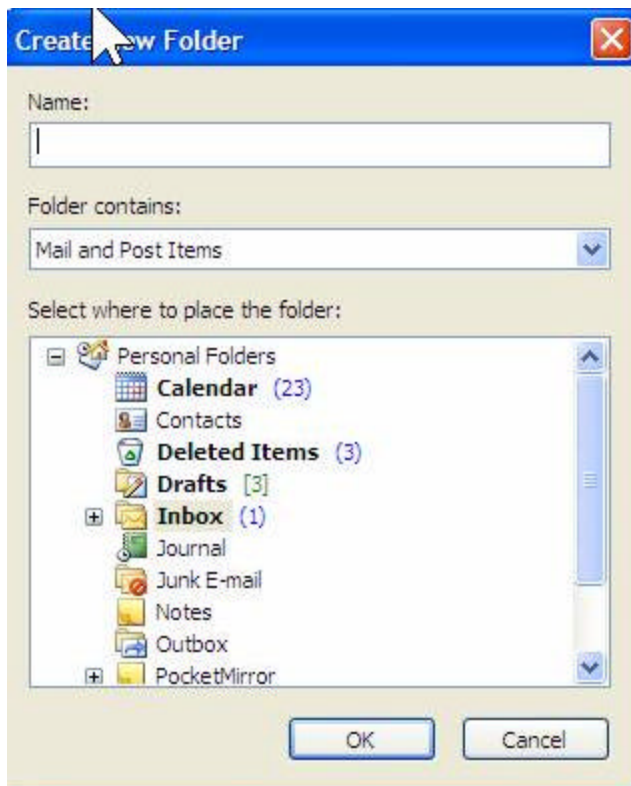 Create New Folder
Name:
Folder contains:
Mail and Post Items
Select where to place the folder:
Personal Folders
Calendar (23)
Contacts
Deleted Items (3)
Drafts [3]
Inbox (1)
Journal
Junk E-mail
Notes
Outbox
PocketMirror
OK Cancel